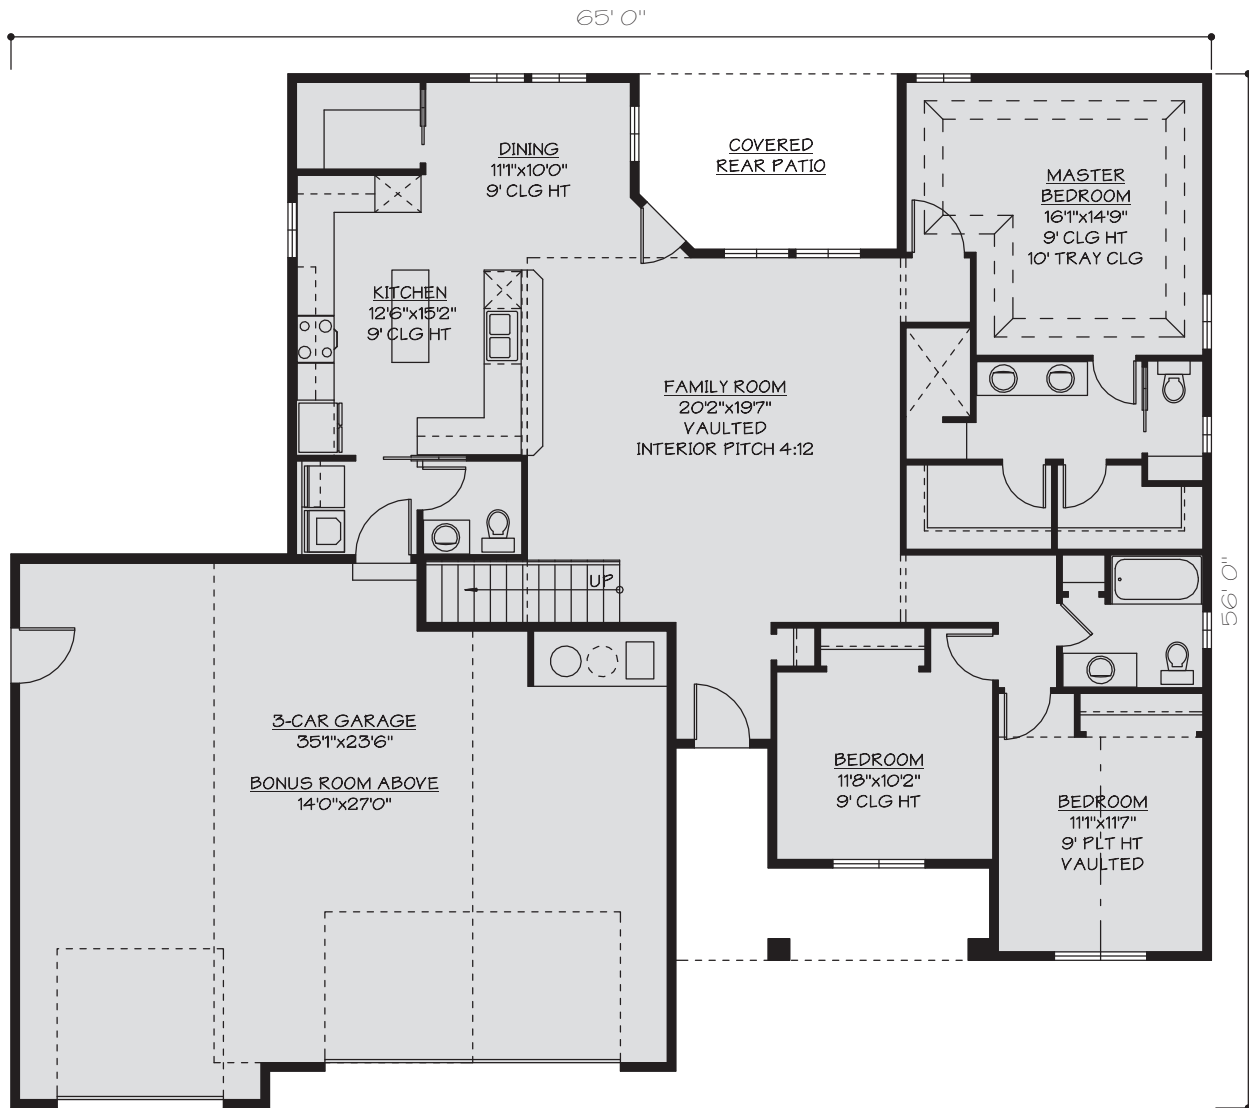 65' 0"
DINING
11'1"x10'0"
9' CLG HT
COVERED
REAR PATIO
MASTER
BEDROOM
16'1"x14'9"
9' CLG HT
10' TRAY CLG
KITCHEN
12'6"x15'2"
9' CLG HT
FAMILY ROOM
20'2"x19'7"
VAULTED
INTERIOR PITCH 4:12
UP
56' 0"
3-CAR GARAGE
35'1"x23'6"
BONUS ROOM ABOVE
14'0"x27'0"
BEDROOM
11'8"x10'2"
9' CLG HT
BEDROOM
11'1"x11'7"
9' PLT HT
VAULTED